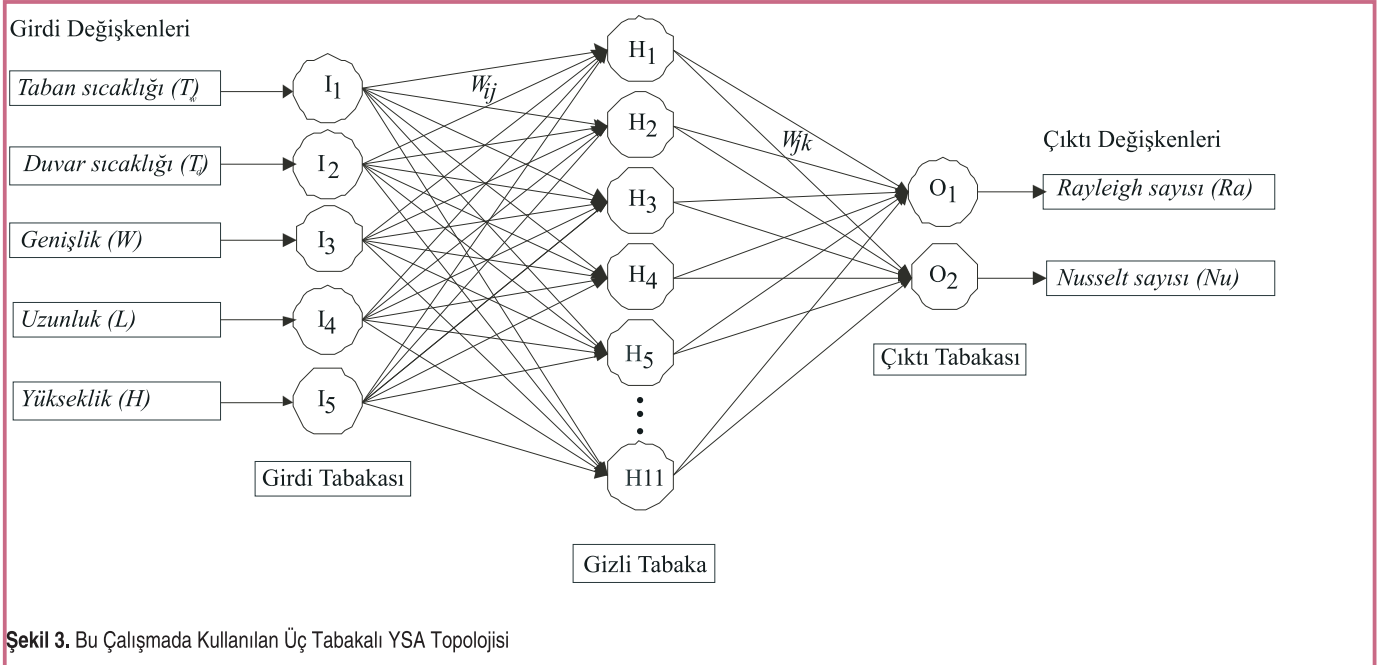 Girdi Değişkenleri
Taban sıcaklığı (Tw)
Duvar sıcaklığı (Td)
Genişlik (W)
Uzunluk (L)
Yükseklik (H)
I1
I2
I3
I4
I5
Girdi Tabakası
Wij
H1
H2
H3
H4
H5
H11
Gizli Tabaka
Wjk
O1
O2
Çıktı Tabakası
Çıktı Değişkenleri
Rayleigh sayısı (Ra)
Nusselt sayısı (Nu)
Şekil 3. Bu Çalışmada Kullanılan Üç Tabakalı YSA Topolojisi